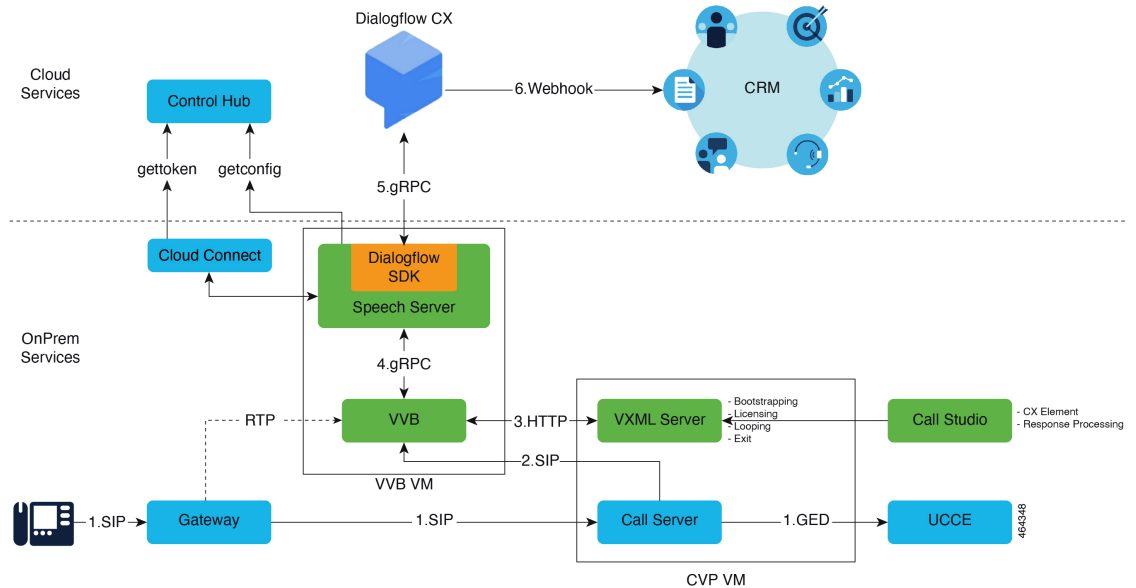 Dialogflow CX
Cloud
Services
Control Hub
6.Webhook
CRM
gettoken
getconfig
5.gRPC
Cloud Connect
Dialogflow
SDK
Speech Server
OnPrem
Services
4.gRPC
RTP
VVB
3.HTTP
VXML Server
- Bootstrapping
- Licensing
- Looping
- Exit
Call Studio
- CX Element
- Response Processing
2.SIP
VVB VM
1.SIP
Gateway
1.SIP
Call Server
1.GED
UCCE
464348
CVP VM